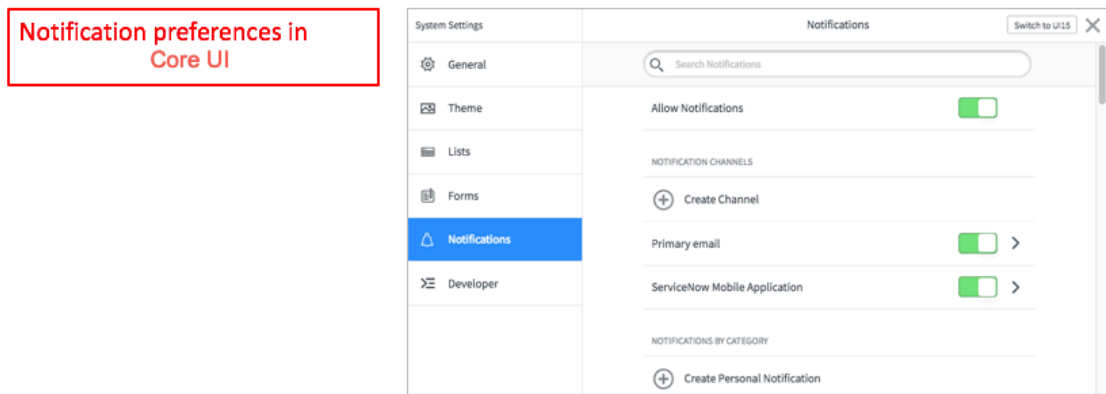 Notification preferences in
Core UI
System Settings
Notifications
Switch to UI15
General
Search Notifications
Theme
Allow Notifications
Lists
NOTIFICATION CHANNELS
Forms
Create Channel
Notifications
Primary email
Developer
ServiceNow Mobile Application
NOTIFICATIONS BY CATEGORY
Create Personal Notification